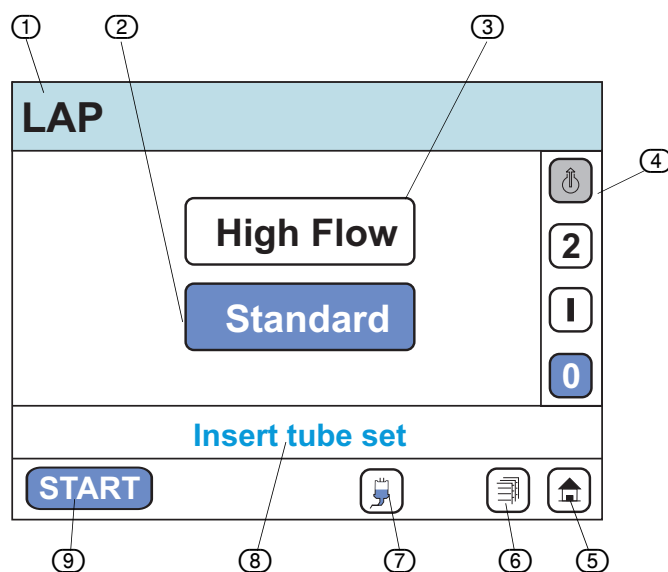 1 2 3
LAP
4
High Flow
2
Standard
I
0
Insert tube set
START
9 8 7 6 5